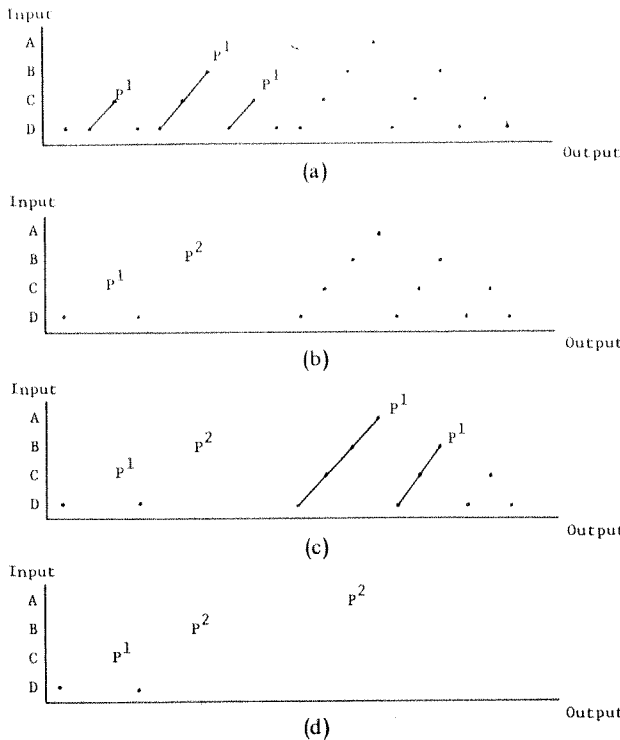 Input
A
P¹
B
P¹
P¹
C
D
Output
(a)
Input
A
P²
B
P¹
C
D
Output
(b)
Input
A
P¹
P²
B
P¹
P¹
C
D
Output
(c)
Input
A
P²
B
P²
C
P¹
D
Output
(d)